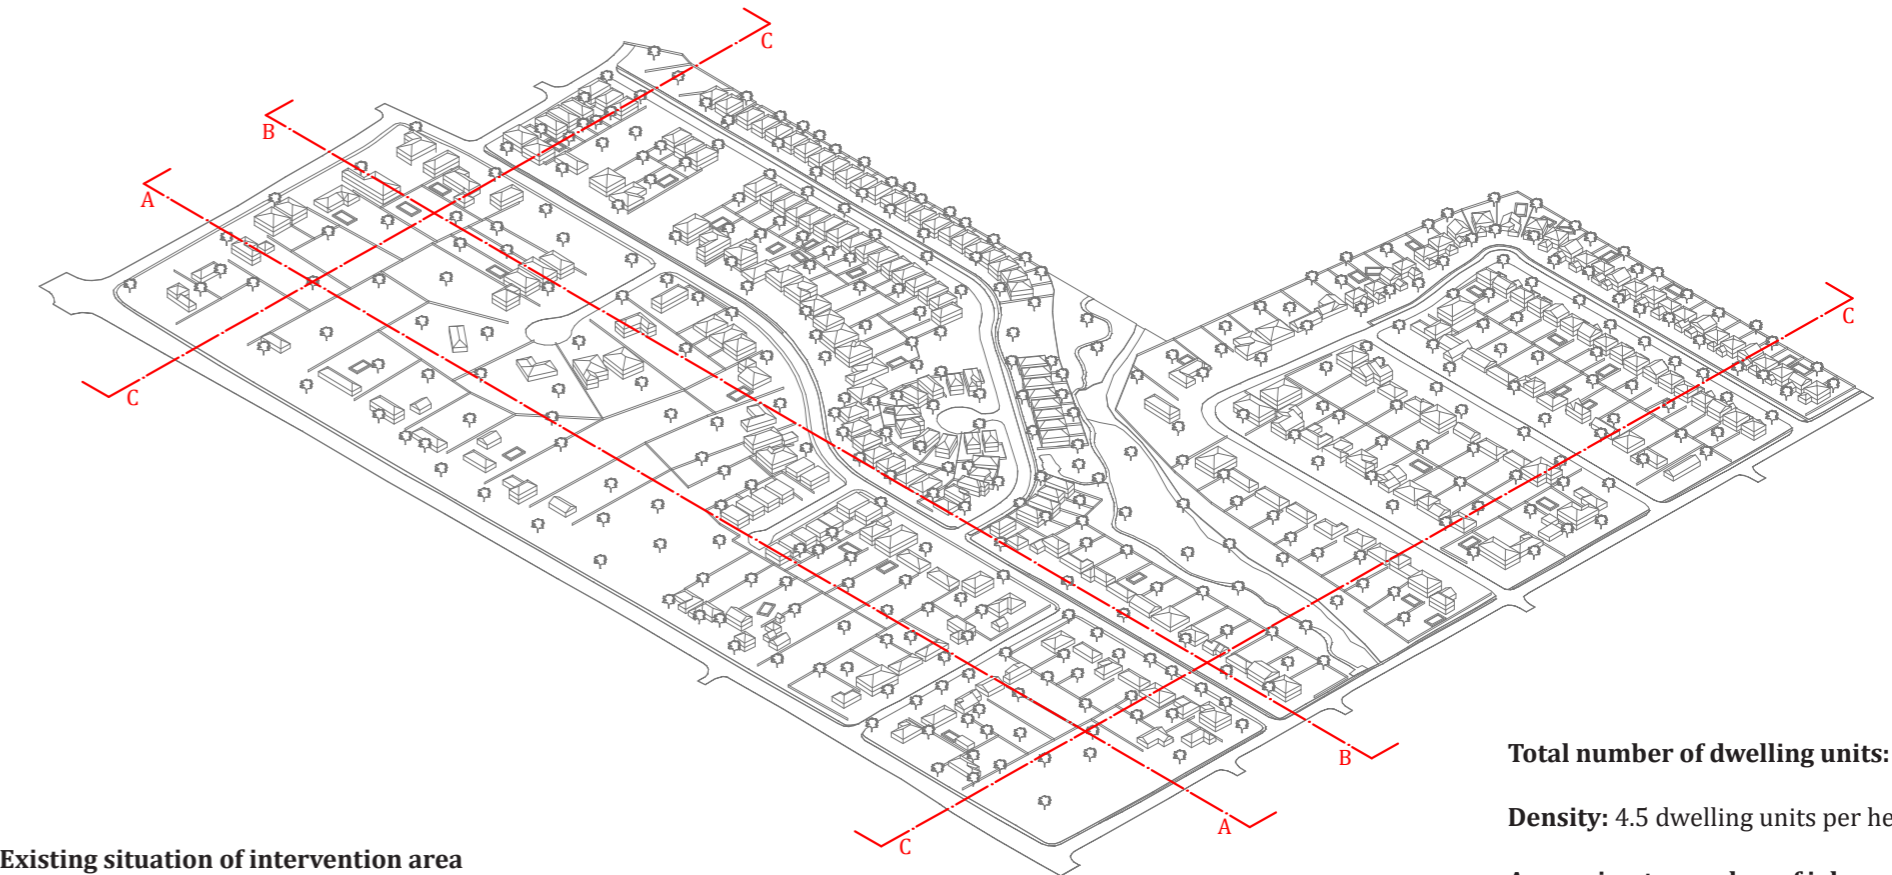 C
B
A
C
C
B
A
C
Total number of dwelling units:
Density: 4.5 dwelling units per he
Existing situation of intervention area